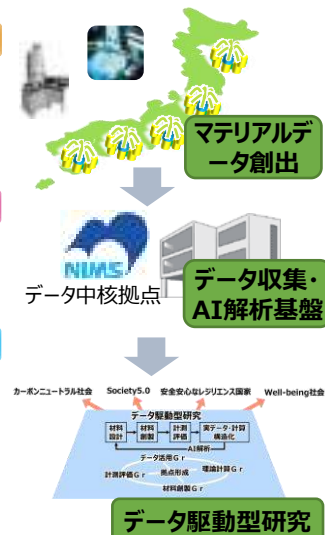 マテリアルデ
ータ創出
NIMS
データ中核拠点
データ収集・
AI解析基盤
カーボンニュートラル社会 Society5.0 安全安心なレジリエンス国家 Well-being社会
データ駆動型研究
材料 材料 計測 実データ・計算
設計 創製 評価 構造化
AI解析
データ活用Gr
計測評価Gr 拠点形成 理論計算Gr
材料創製Gr
データ駆動型研究